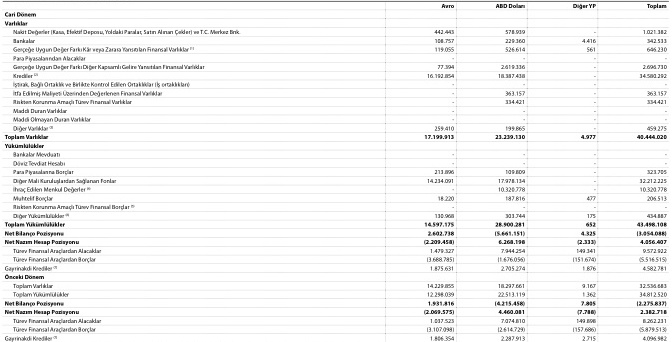 Avro ABD Doları Diğer YP Toplam
Cari Dönem
Varlıklar
Nakit Değerler (Kasa, Efektif Deposu, Yoldaki Paralar, Satın Alınan Çekler) ve T.C. Merkez Bnk. 442.443 578.939 - 1.021.382
Bankalar 108.757 229.360 4.416 342.533
Gerçeğe Uygun Değer Farkı Kâr veya Zarara Yansıtılan Finansal Varlıklar (1) 119.055 526.614 561 646.230
Para Piyasalarından Alacaklar - - - -
Gerçeğe Uygun Değer Farkı Diğer Kapsamlı Gelire Yansıtılan Finansal Varlıklar 77.394 2.619.336 - 2.696.730
Krediler (2) 16.192.854 18.387.438 - 34.580.292
İştirak, Bağlı Ortaklık ve Birlikte Kontrol Edilen Ortaklıklar (İş ortaklıkları) - - - -
İtfa Edilmiş Maliyeti Üzerinden Değerlenen Finansal Varlıklar - 363.157 - 363.157
Riskten Korunma Amaçlı Türev Finansal Varlıklar - 334.421 - 334.421
Maddi Duran Varlıklar - - - -
Maddi Olmayan Duran Varlıklar - - - -
Diğer Varlıklar (3) 259.410 199.865 - 459.275
Toplam Varlıklar 17.199.913 23.239.130 4.977 40.444.020
Yükümlülükler
Bankalar Mevduatı - - - -
Döviz Tevdiat Hesabı - - - -
Para Piyasalarına Borçlar 213.896 109.809 - 323.705
Diğer Mali Kuruluşlardan Sağlanan Fonlar 14.234.091 17.978.134 - 32.212.225
İhraç Edilen Menkul Değerler (4) - 10.320.778 - 10.320.778
Muhtelif Borçlar 18.220 187.816 477 206.513
Riskten Korunma Amaçlı Türev Finansal Borçlar (5) - - - -
Diğer Yükümlülükler (6) 130.968 303.744 175 434.887
Toplam Yükümlülükler 14.597.175 28.900.281 652 43.498.108
Net Bilanço Pozisyonu 2.602.738 (5.661.151) 4.325 (3.054.088)
Net Nazım Hesap Pozisyonu (2.209.458) 6.268.198 (2.333) 4.056.407
Türev Finansal Araçlardan Alacaklar 1.479.327 7.944.254 149.341 9.572.922
Türev Finansal Araçlardan Borçlar (3.688.785) (1.676.056) (151.674) (5.516.515)
Gayrinakdi Krediler (7) 1.875.631 2.705.274 1.876 4.582.781
Önceki Dönem
Toplam Varlıklar 14.229.855 18.297.661 9.167 32.536.683
Toplam Yükümlülükler 12.298.039 22.513.119 1.362 34.812.520
Net Bilanço Pozisyonu 1.931.816 (4.215.458) 7.805 (2.275.837)
Net Nazım Hesap Pozisyonu (2.069.575) 4.460.081 (7.788) 2.382.718
Türev Finansal Araçlardan Alacaklar 1.037.523 7.074.810 149.898 8.262.231
Türev Finansal Araçlardan Borçlar (3.107.098) (2.614.729) (157.686) (5.879.513)
Gayrinakdi Krediler (7) 1.806.354 2.287.913 2.715 4.096.982